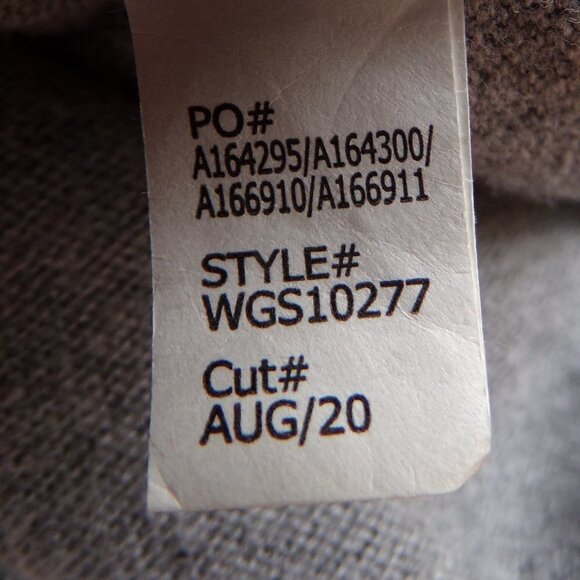 PO#
A164295/A164300/
A166910/A166911
STYLE#
WGS10277
Cut#
AUG/20